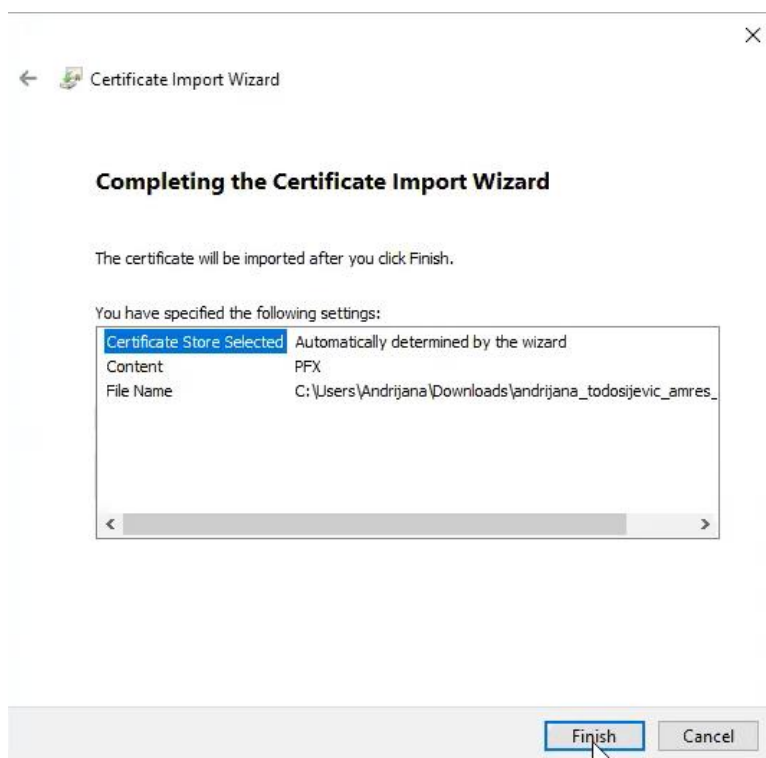 Certificate Import Wizard
Completing the Certificate Import Wizard
The certificate will be imported after you click Finish.
You have specified the following settings:
Certificate Store Selected Automatically determined by the wizard
Content PFX
File Name C:\Users\Andrijana\Downloads\andrijana_todosijevic_amres_
Finish Cancel